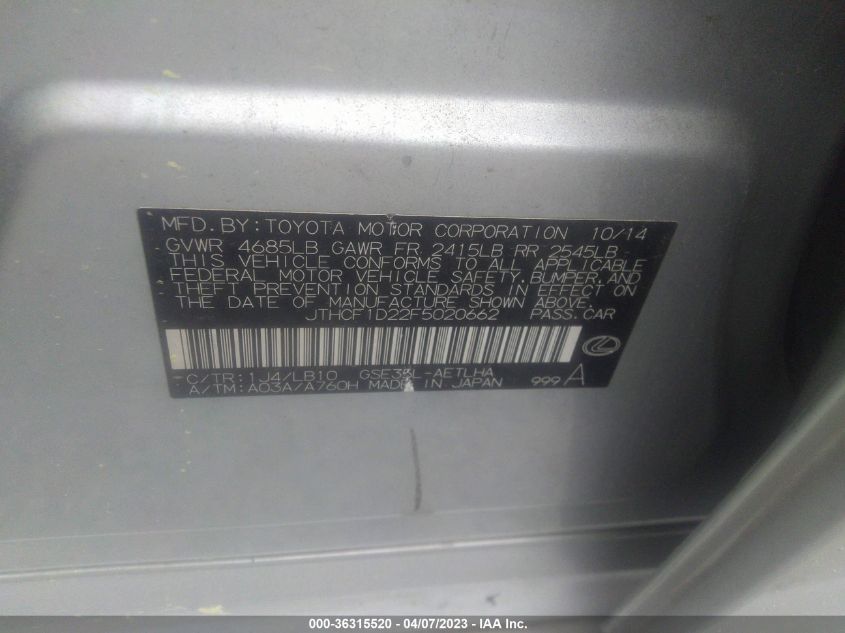 MFD. BY: TOYOTA MOTOR CORPORATION 10/14
GVWR 4685LB GAWR FR 2415LB RR 2545LB
THIS VEHICLE CONFORMS TO ALL APPLICABLE
FEDERAL MOTOR VEHICLE SAFETY, BUMPER, AND
THEFT PREVENTION STANDARDS IN EFFECT ON
THE DATE OF MANUFACTURE SHOWN ABOVE.
JTHCF1D22F5020662 PASS. CAR
C/TR: 1J4/LB10 GSE35L-AETLHA
A/TM: A03A/A760H MADE IN JAPAN 999 A
000-36315520 - 04/07/2023 - IAA Inc.